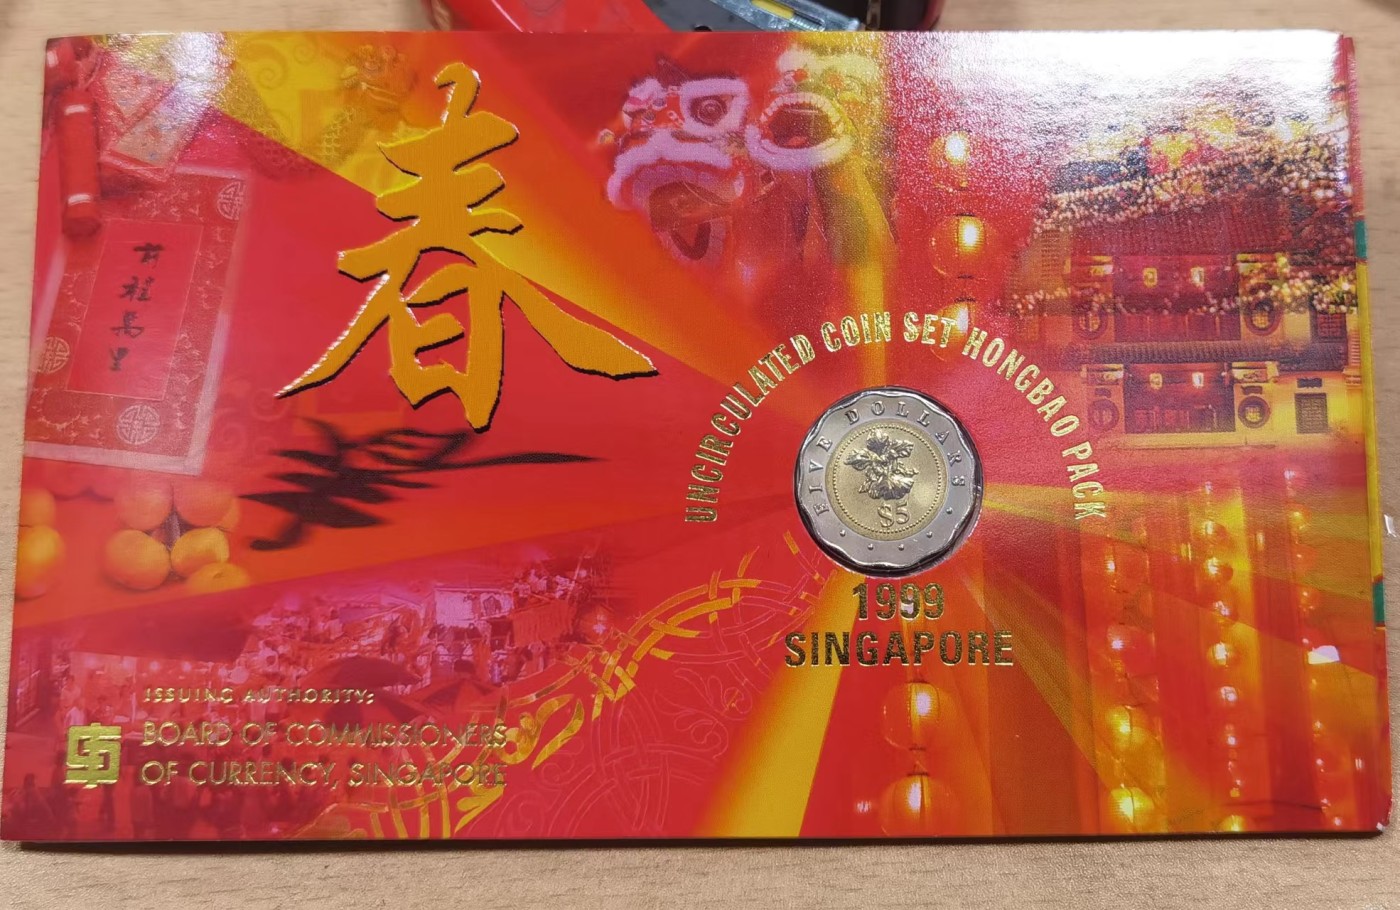 春
UNCIRCULATED COIN SET HONGBAO PACK
FIVE DOLLARS
$5
1999
SINGAPORE
ISSUING AUTHORITY:
BOARD OF COMMISSIONERS
OF CURRENCY, SINGAPORE